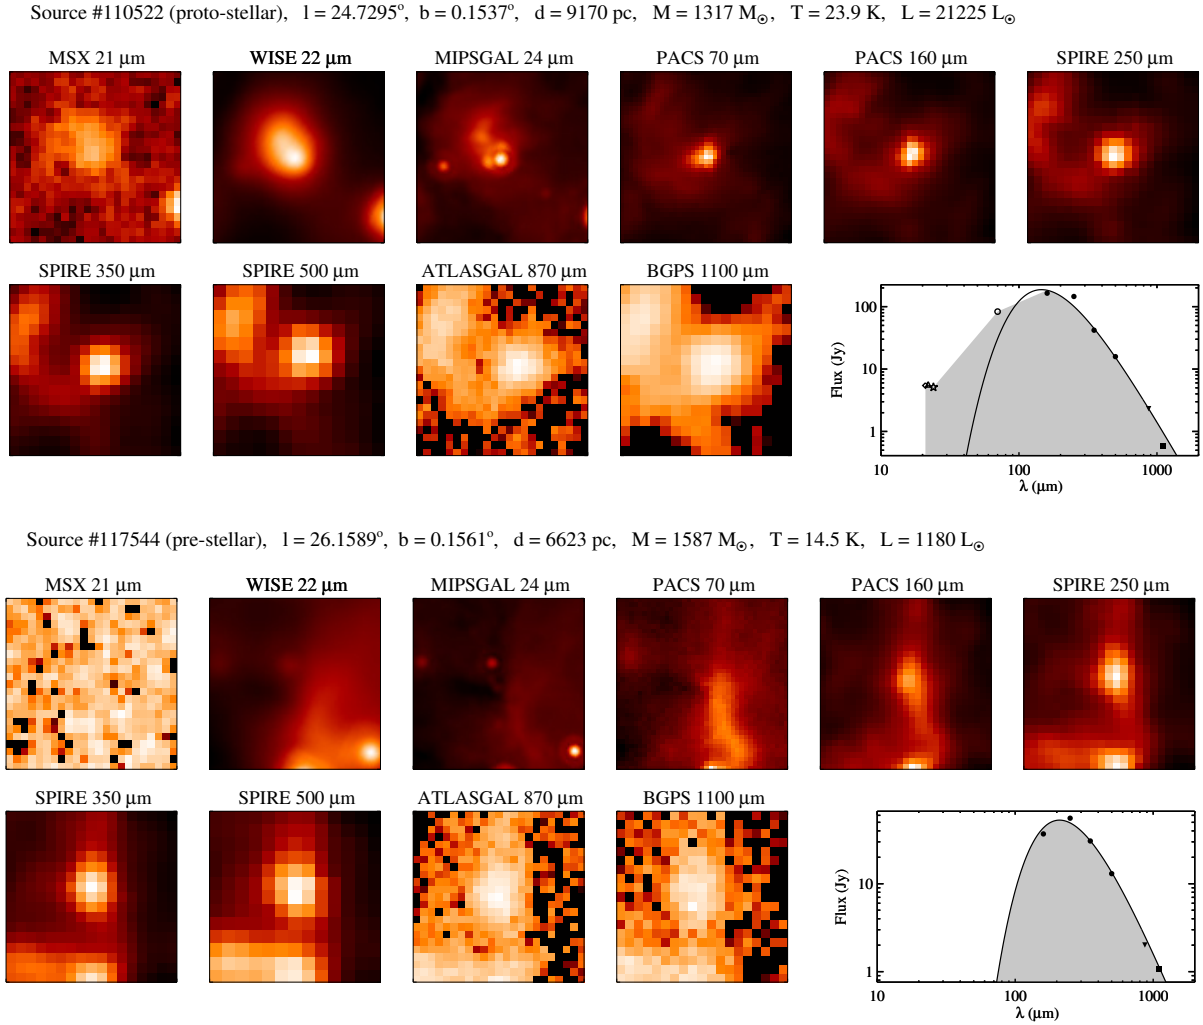 Source #110522 (proto-stellar), l = 24.7295°, b = 0.1537°, d = 9170 pc, M = 1317 M☉, T = 23.9 K, L = 21225 L☉
MSX 21 μm WISE 22 μm MIPSGAL 24 μm PACS 70 μm PACS 160 μm SPIRE 250 μm
SPIRE 350 μm SPIRE 500 μm ATLASGAL 870 μm BGPS 1100 μm
100
10
1
Flux (Jy)
10 100 1000
λ (μm)
Source #117544 (pre-stellar), l = 26.1589°, b = 0.1561°, d = 6623 pc, M = 1587 M☉, T = 14.5 K, L = 1180 L☉
MSX 21 μm WISE 22 μm MIPSGAL 24 μm PACS 70 μm PACS 160 μm SPIRE 250 μm
SPIRE 350 μm SPIRE 500 μm ATLASGAL 870 μm BGPS 1100 μm
10
1
Flux (Jy)
10 100 1000
λ (μm)